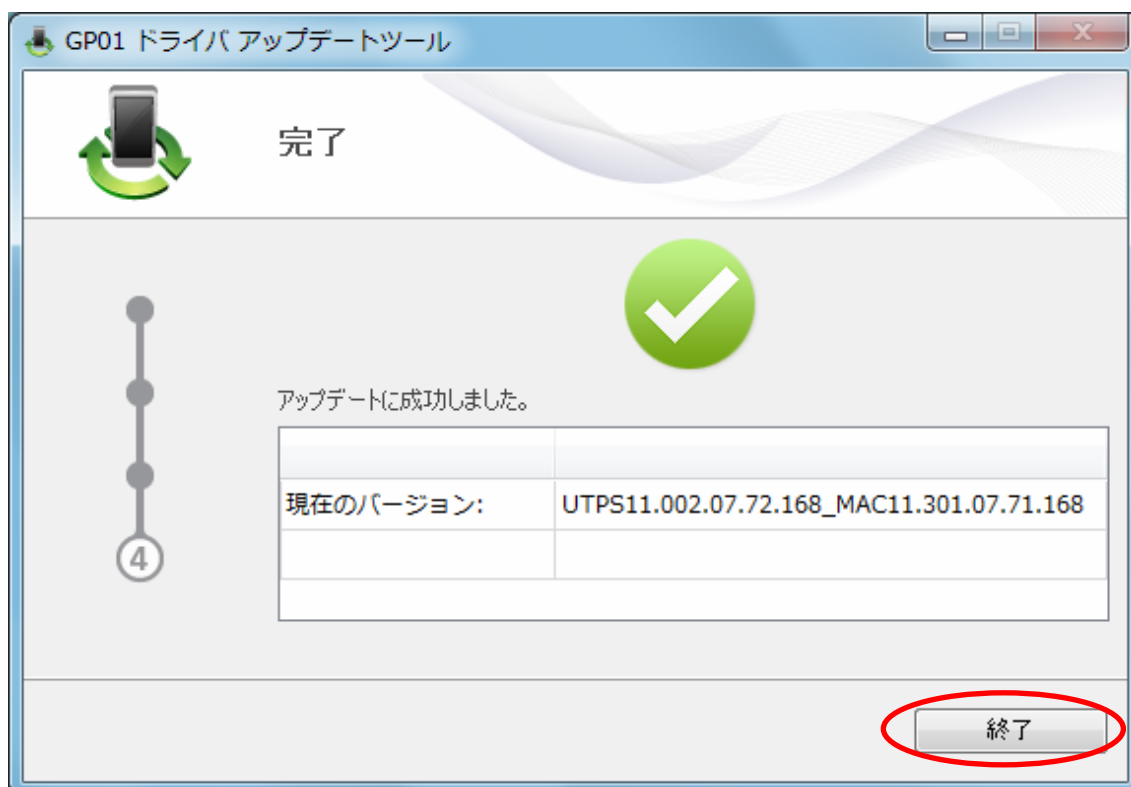 GP01 ドライバ アップデートツール
完了
アップデートに成功しました。
現在のバージョン: UTPS11.002.07.72.168_MAC11.301.07.71.168
4
終了